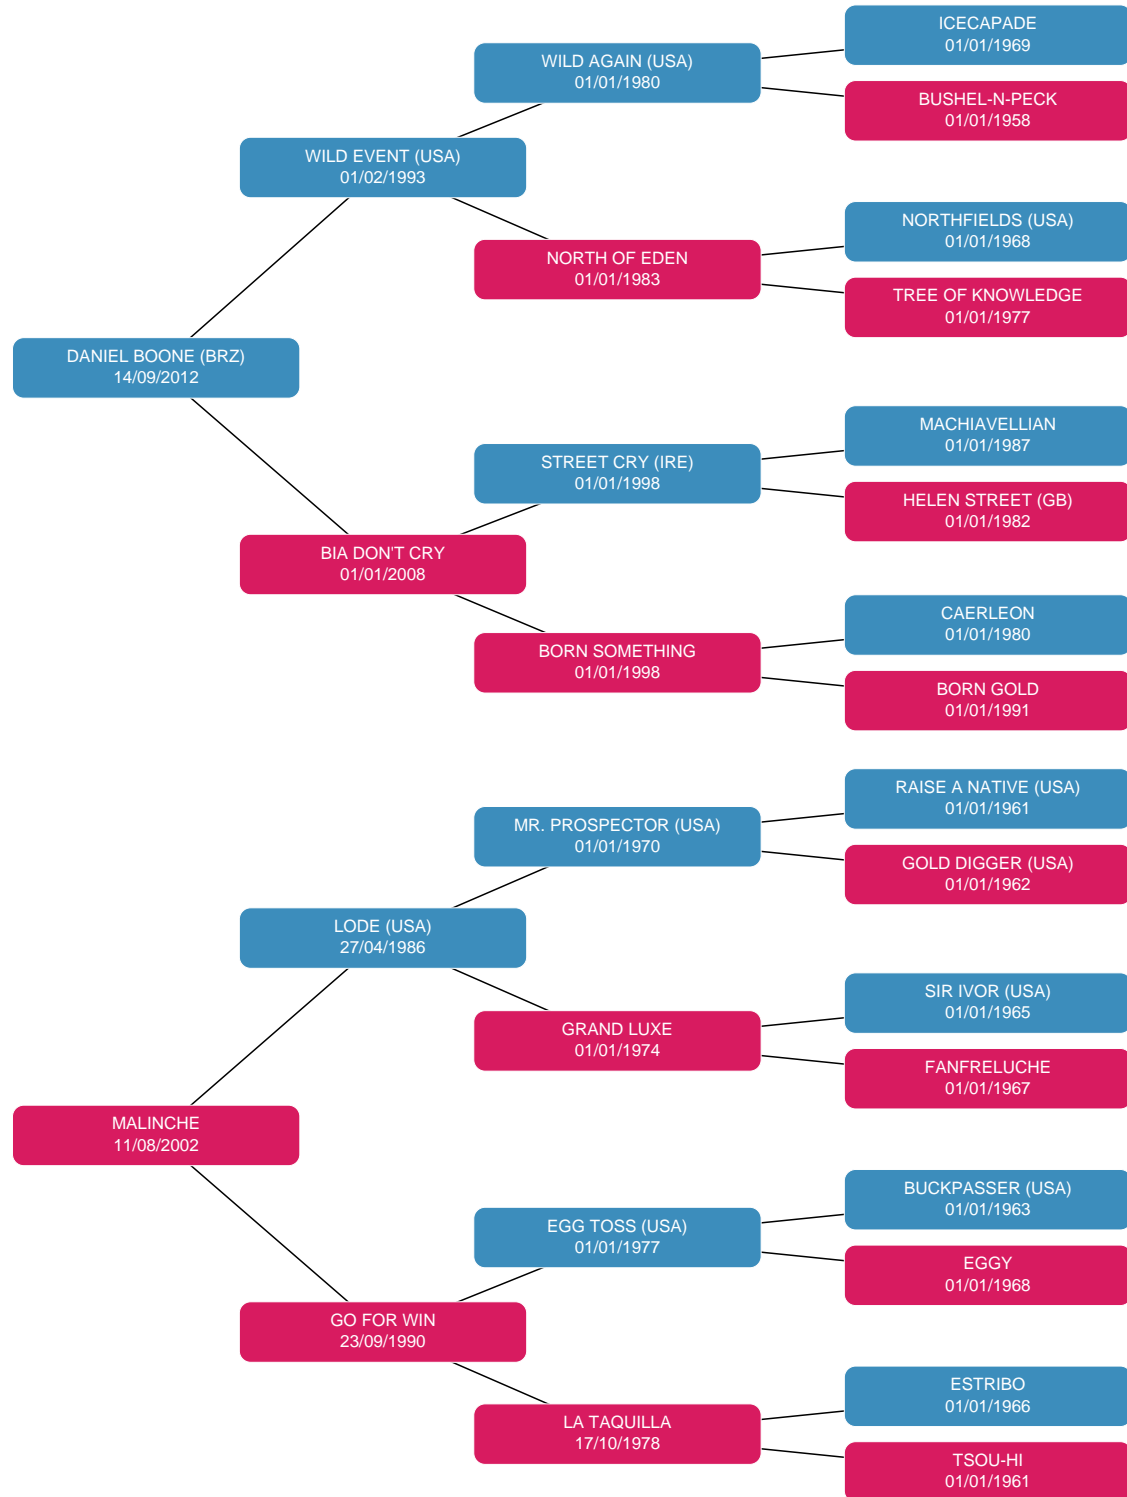 ICECAPADE
01/01/1969
WILD AGAIN (USA)
01/01/1980
BUSHEL-N-PECK
01/01/1958
WILD EVENT (USA)
01/02/1993
NORTHFIELDS (USA)
01/01/1968
NORTH OF EDEN
01/01/1983
TREE OF KNOWLEDGE
01/01/1977
DANIEL BOONE (BRZ)
14/09/2012
MACHIAVELLIAN
01/01/1987
STREET CRY (IRE)
01/01/1998
HELEN STREET (GB)
01/01/1982
BIA DON'T CRY
01/01/2008
CAERLEON
01/01/1980
BORN SOMETHING
01/01/1998
BORN GOLD
01/01/1991
RAISE A NATIVE (USA)
01/01/1961
MR. PROSPECTOR (USA)
01/01/1970
GOLD DIGGER (USA)
01/01/1962
LODE (USA)
27/04/1986
SIR IVOR (USA)
01/01/1965
GRAND LUXE
01/01/1974
FANFRELUCHE
01/01/1967
MALINCHE
11/08/2002
BUCKPASSER (USA)
01/01/1963
EGG TOSS (USA)
01/01/1977
EGGY
01/01/1968
GO FOR WIN
23/09/1990
ESTRIBO
01/01/1966
LA TAQUILLA
17/10/1978
TSOU-HI
01/01/1961